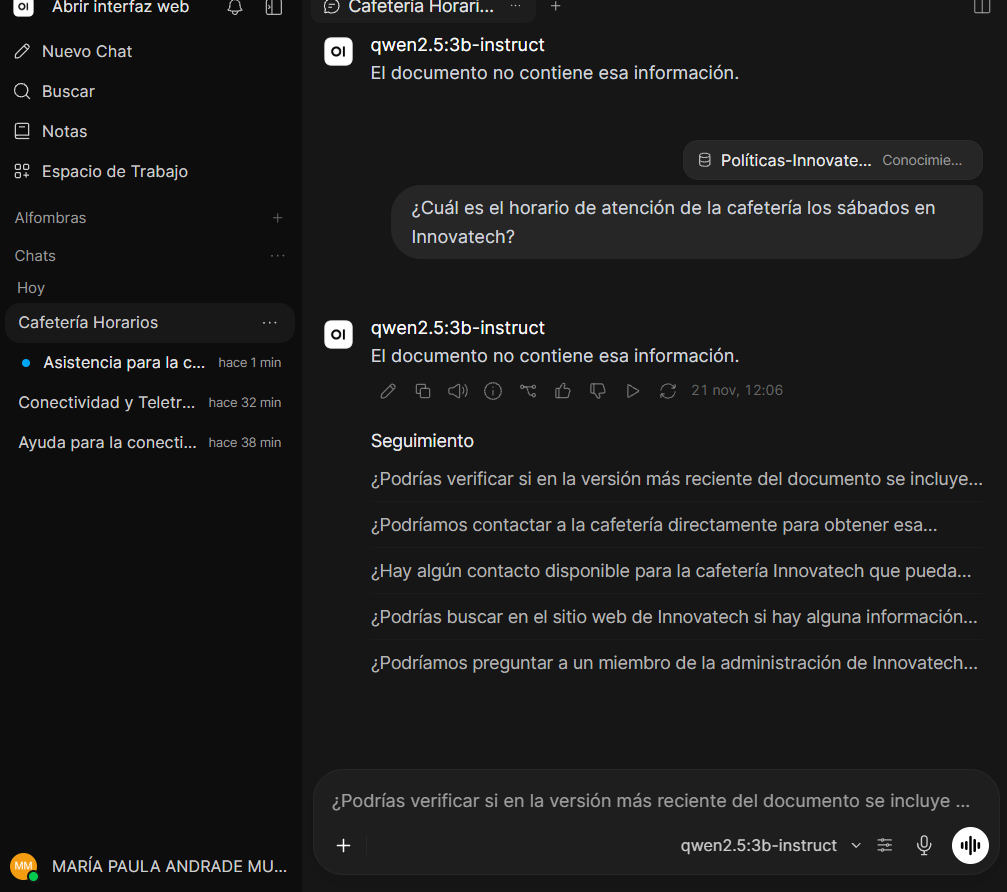 OI Abrir interfaz web
Nuevo Chat
Buscar
Notas
Espacio de Trabajo
Alfombras +
Chats ...
Hoy
Cafetería Horarios ...
Asistencia para la c... hace 1 min
Conectividad y Teletr... hace 32 min
Ayuda para la conecti... hace 38 min
MM MARÍA PAULA ANDRADE MU...
Cafetería Horari... ... +
OI qwen2.5:3b-instruct
El documento no contiene esa información.
Políticas-Innovate... Conocimie...
¿Cuál es el horario de atención de la cafetería los sábados en
Innovatech?
OI qwen2.5:3b-instruct
El documento no contiene esa información.
21 nov, 12:06
Seguimiento
¿Podrías verificar si en la versión más reciente del documento se incluye...
¿Podríamos contactar a la cafetería directamente para obtener esa...
¿Hay algún contacto disponible para la cafetería Innovatech que pueda...
¿Podrías buscar en el sitio web de Innovatech si hay alguna información...
¿Podríamos preguntar a un miembro de la administración de Innovatech...
¿Podrías verificar si en la versión más reciente del documento se incluye ...
+ qwen2.5:3b-instruct